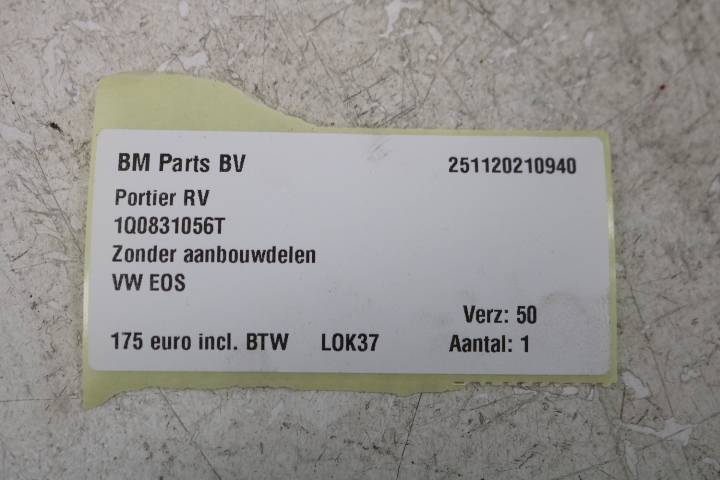 BM Parts BV 251120210940
Portier RV
1Q0831056T
Zonder aanbouwdelen
VW EOS
Verz: 50
175 euro incl. BTW LOK37 Aantal: 1